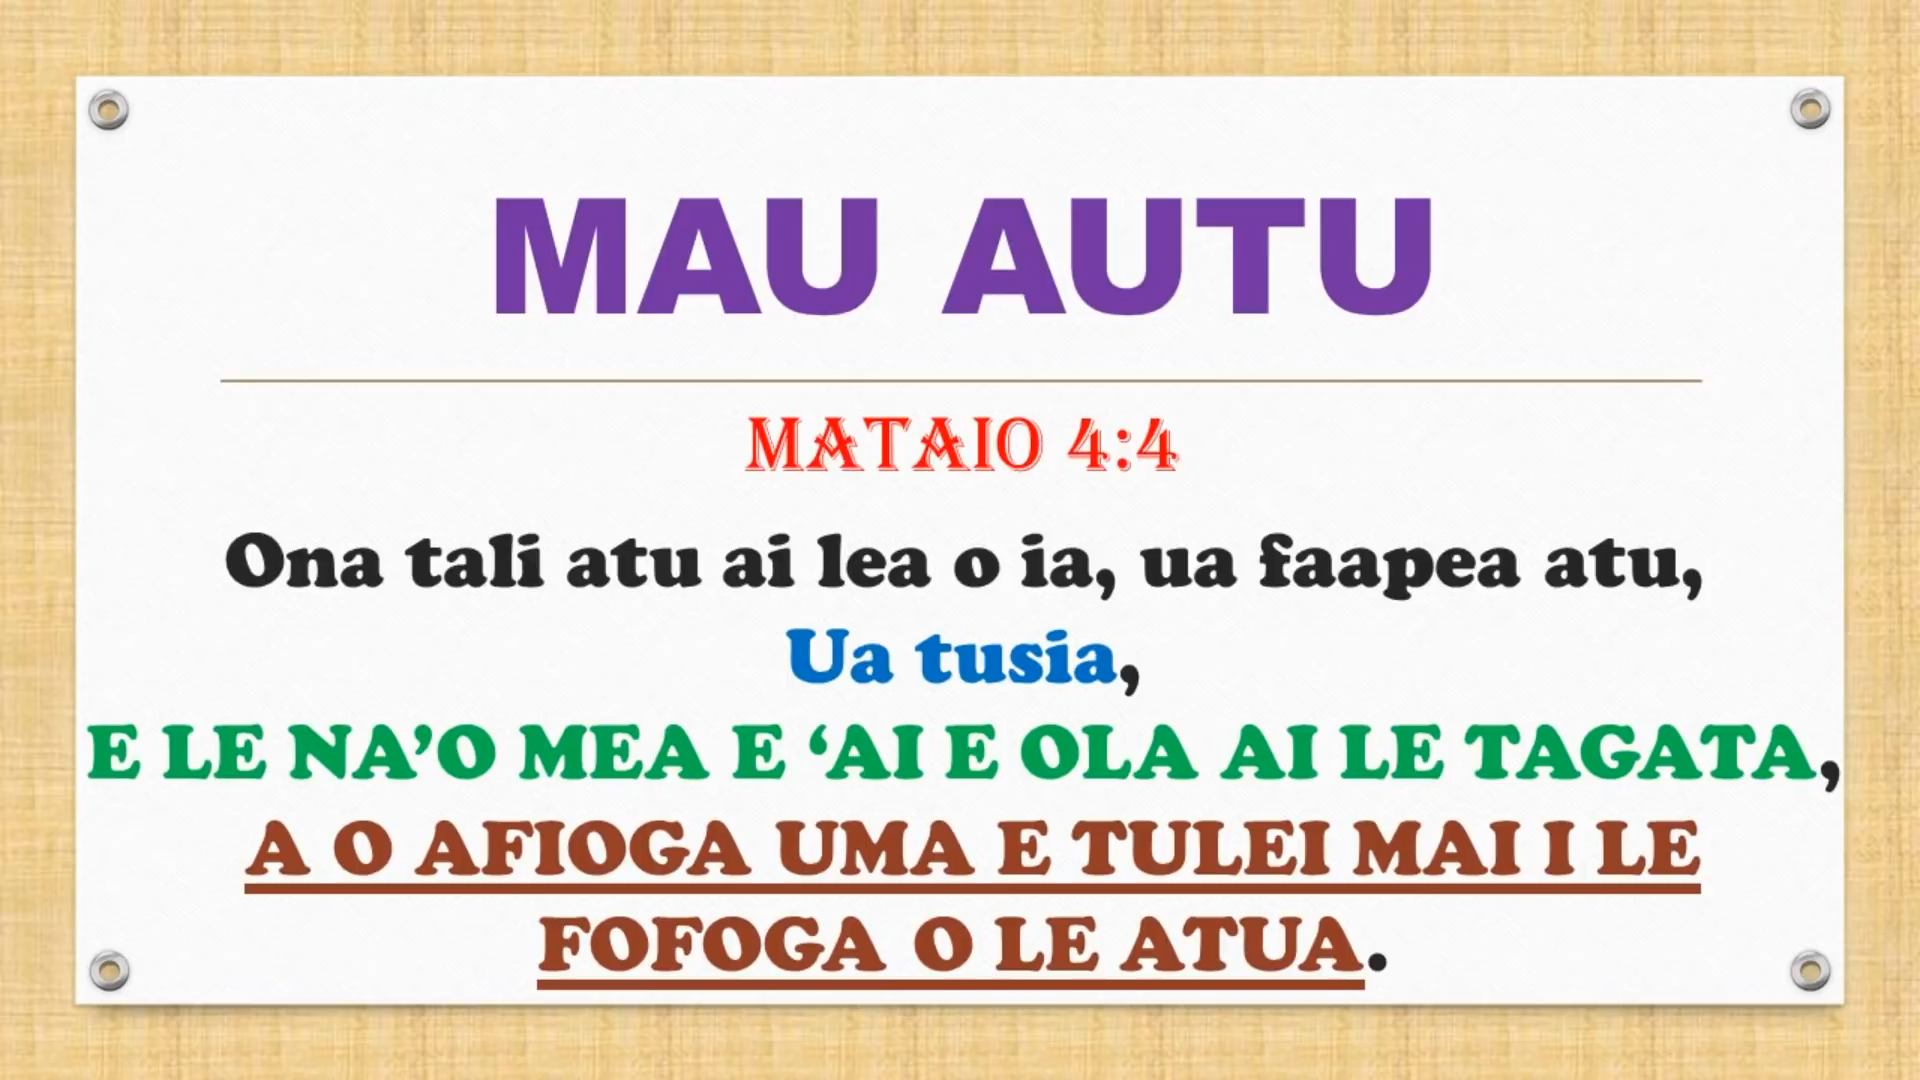 MAU AUTU
MATAIO 4:4
Ona tali atu ai lea o ia, ua faapea atu,
Ua tusia,
E LE NA’O MEA E ‘AI E OLA AI LE TAGATA,
A O AFIOGA UMA E TULEI MAI I LE
FOFOGA O LE ATUA.